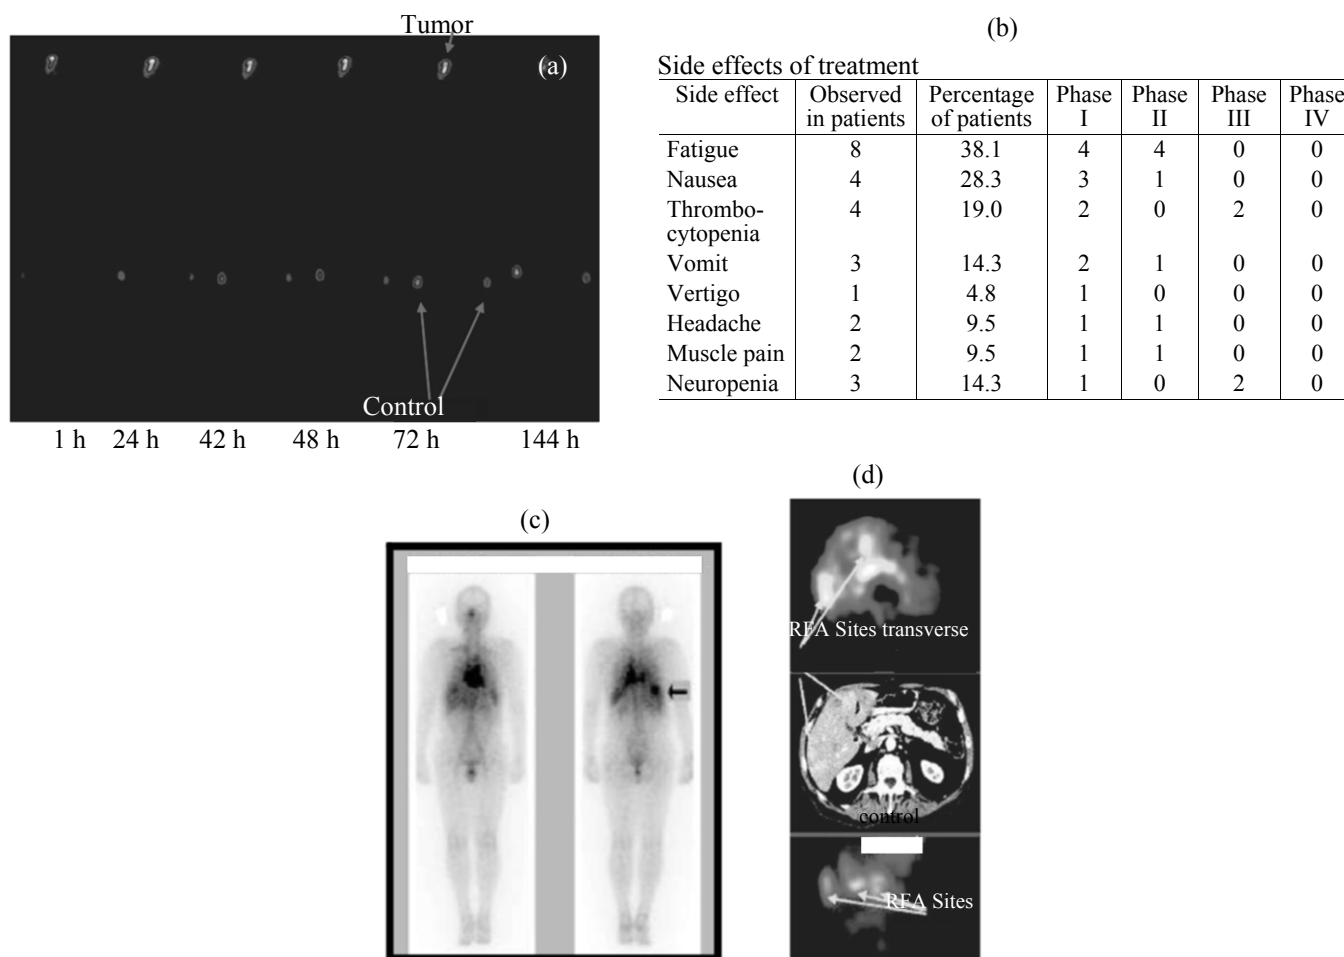 Tumor
(a)
Control
1 h 24 h 42 h 48 h 72 h 144 h
(b)
Side effects of treatment
Side effect Observed in patients Percentage of patients Phase I Phase II Phase III Phase IV
Fatigue 8 38.1 4 4 0 0
Nausea 4 28.3 3 1 0 0
Thrombo-
cytopenia 4 19.0 2 0 2 0
Vomit 3 14.3 2 1 0 0
Vertigo 1 4.8 1 0 0 0
Headache 2 9.5 1 1 0 0
Muscle pain 2 9.5 1 1 0 0
Neuropenia 3 14.3 1 0 2 0
(c)
(d)
RFA Sites transverse
control
RFA Sites